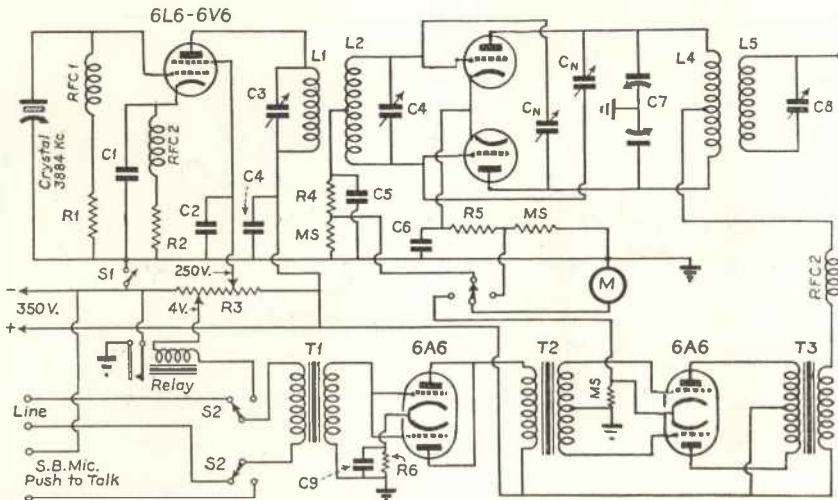 6L6-6V6
L1
L2
L4
L5
RFC1
C3
C4
CN
CN
C7
C8
Crystal
3884 Kc.
C1
RFC2
R1
R2
C2
C4
R4
MS
C5
C6
R5
MS
S1
250V.
M
RFC2
-
350V.
+
4V.
R3
Relay
T1
6A6
T2
6A6
T3
MS
Line
S2
S2
S.B.Mic.
Push to Talk
C9
R6